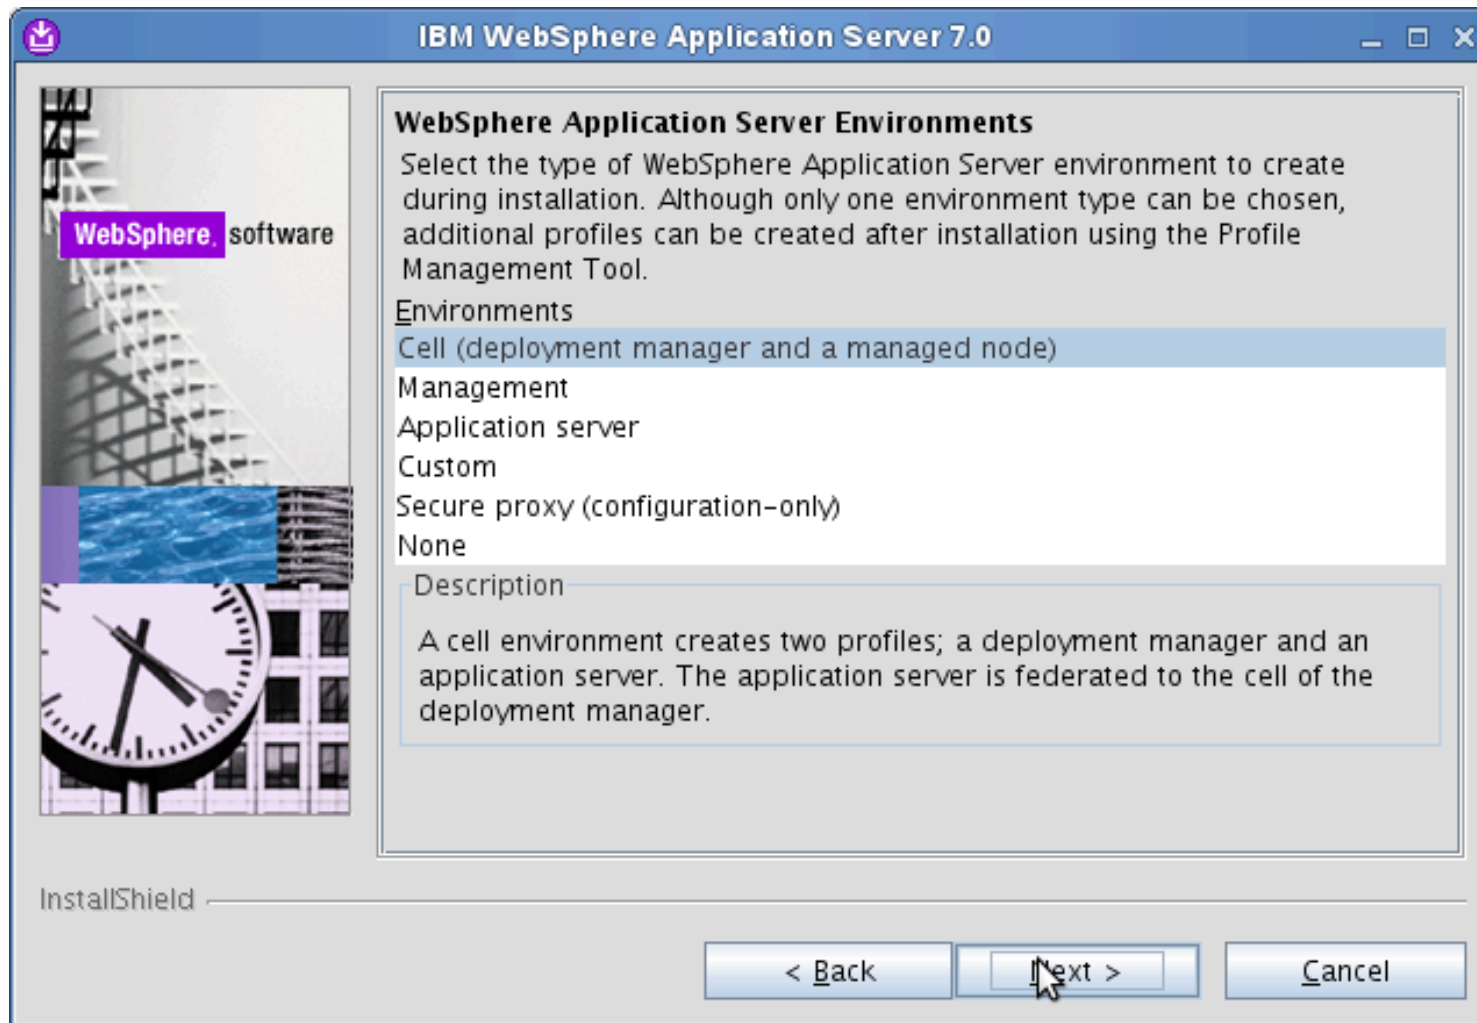 IBM WebSphere Application Server 7.0
WebSphere. software
WebSphere Application Server Environments
Select the type of WebSphere Application Server environment to create
during installation. Although only one environment type can be chosen,
additional profiles can be created after installation using the Profile
Management Tool.
Environments
Cell (deployment manager and a managed node)
Management
Application server
Custom
Secure proxy (configuration-only)
None
Description
A cell environment creates two profiles; a deployment manager and an
application server. The application server is federated to the cell of the
deployment manager.
InstallShield
< Back
Next >
Cancel